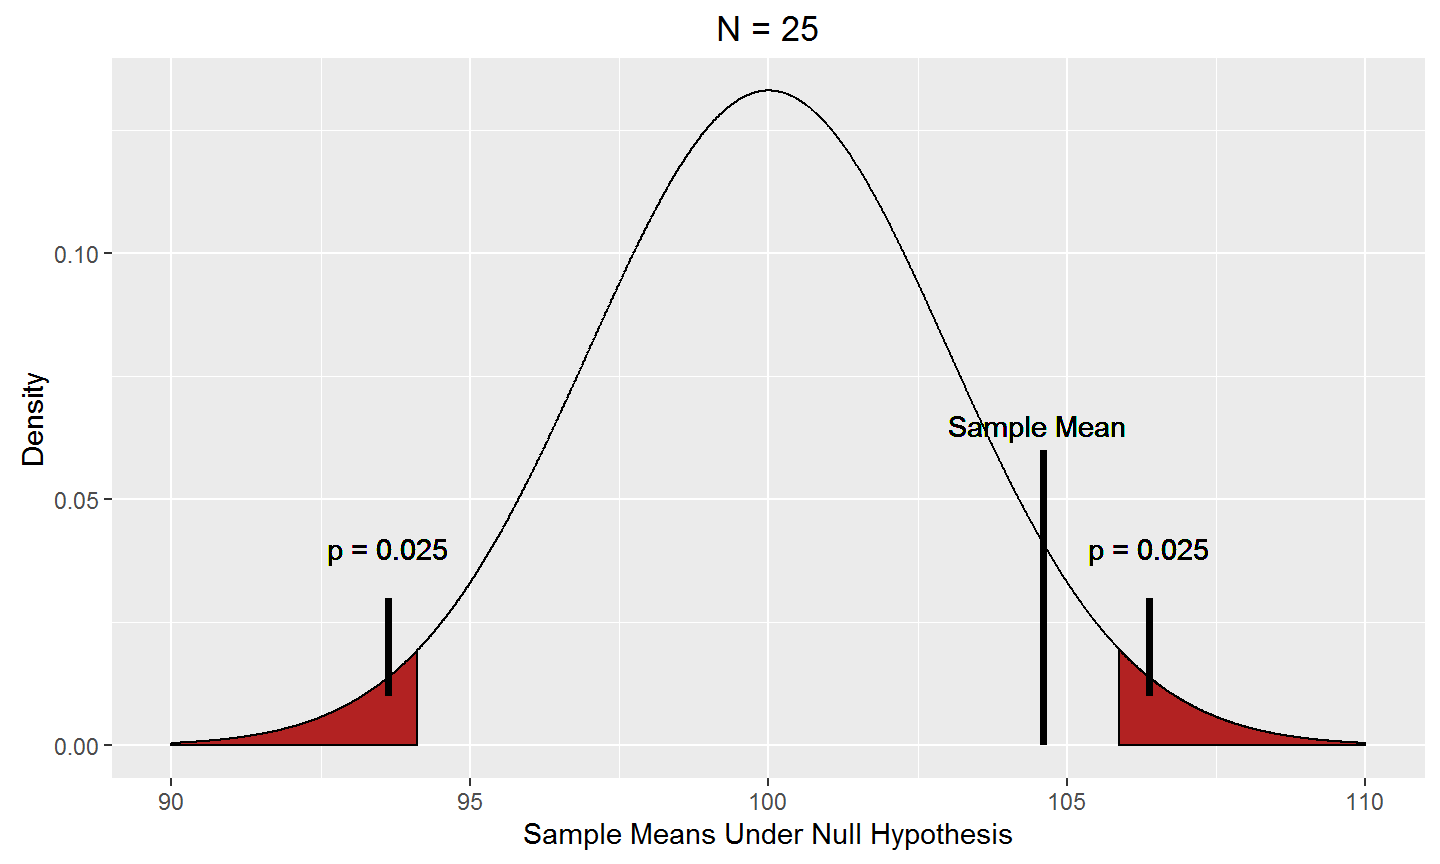 N = 25
Density
0.10
0.05
0.00
Sample Mean
p = 0.025
p = 0.025
90
95
100
105
110
Sample Means Under Null Hypothesis